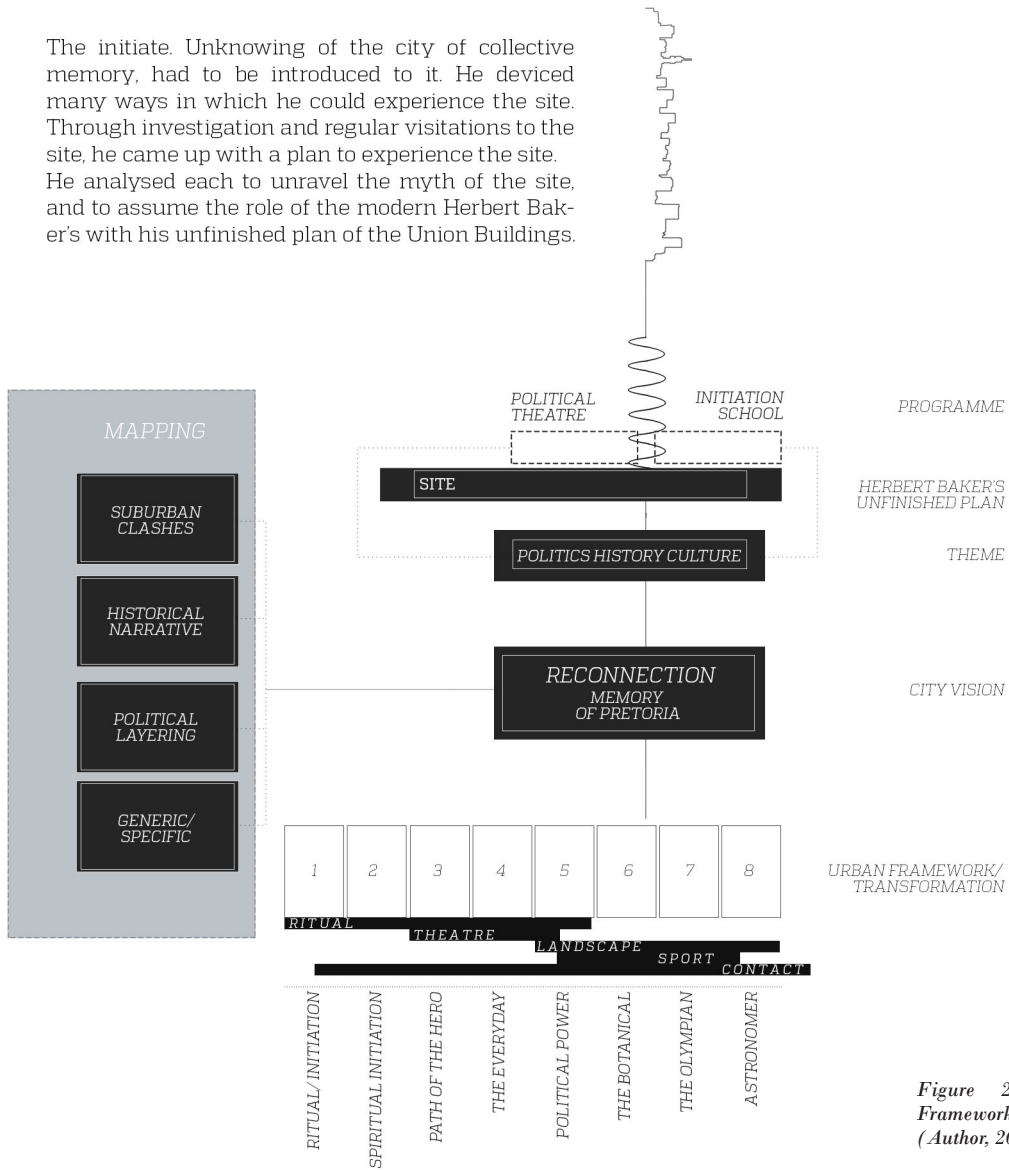 The initiate. Unknowing of the city of collective
memory, had to be introduced to it. He deviced
many ways in which he could experience the site.
Through investigation and regular visitations to the
site, he came up with a plan to experience the site.
He analysed each to unravel the myth of the site,
and to assume the role of the modern Herbert Bak-
er's with his unfinished plan of the Union Buildings.
POLITICAL
THEATRE
INITIATION
SCHOOL
PROGRAMME
MAPPING
SITE
HERBERT BAKER'S
UNFINISHED PLAN
SUBURBAN
CLASHES
POLITICS HISTORY CULTURE
THEME
HISTORICAL
NARRATIVE
RECONNECTION
MEMORY
OF PRETORIA
CITY VISION
POLITICAL
LAYERING
GENERIC/
SPECIFIC
1 2 3 4 5 6 7 8
URBAN FRAMEWORK/
TRANSFORMATION
RITUAL
THEATRE
LANDSCAPE
SPORT
CONTACT
RITUAL/ INITIATION
SPIRITUAL INITIATION
PATH OF THE HERO
THE EVERYDAY
POLITICAL POWER
THE BOTANICAL
THE OLYMPIAN
ASTRONOMER
Figure 2
Framework
(Author, 20